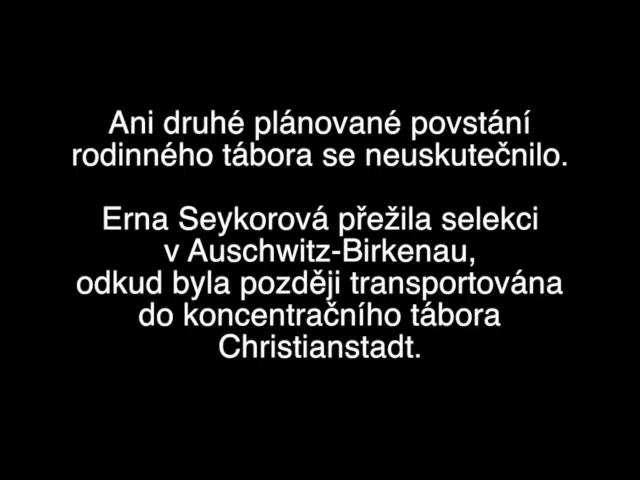 Ani druhé plánované povstání
rodinného tábora se neuskutečnilo.
Erna Seykorová přežila selekci
v Auschwitz-Birkenau,
odkud byla později transportována
do koncentračního tábora
Christianstadt.